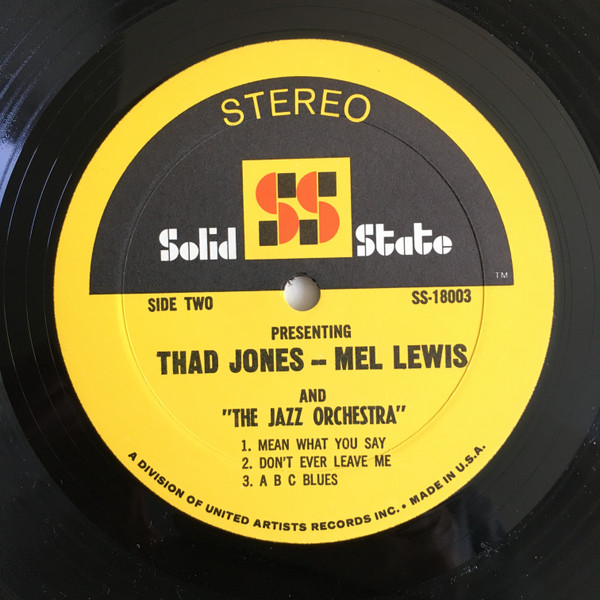 STEREO
SS
Solid State
TM
SIDE TWO SS-18003
PRESENTING
THAD JONES – MEL LEWIS
AND
"THE JAZZ ORCHESTRA"
1. MEAN WHAT YOU SAY
2. DON'T EVER LEAVE ME
3. A B C BLUES
A DIVISION OF UNITED ARTISTS RECORDS INC. • MADE IN U.S.A.